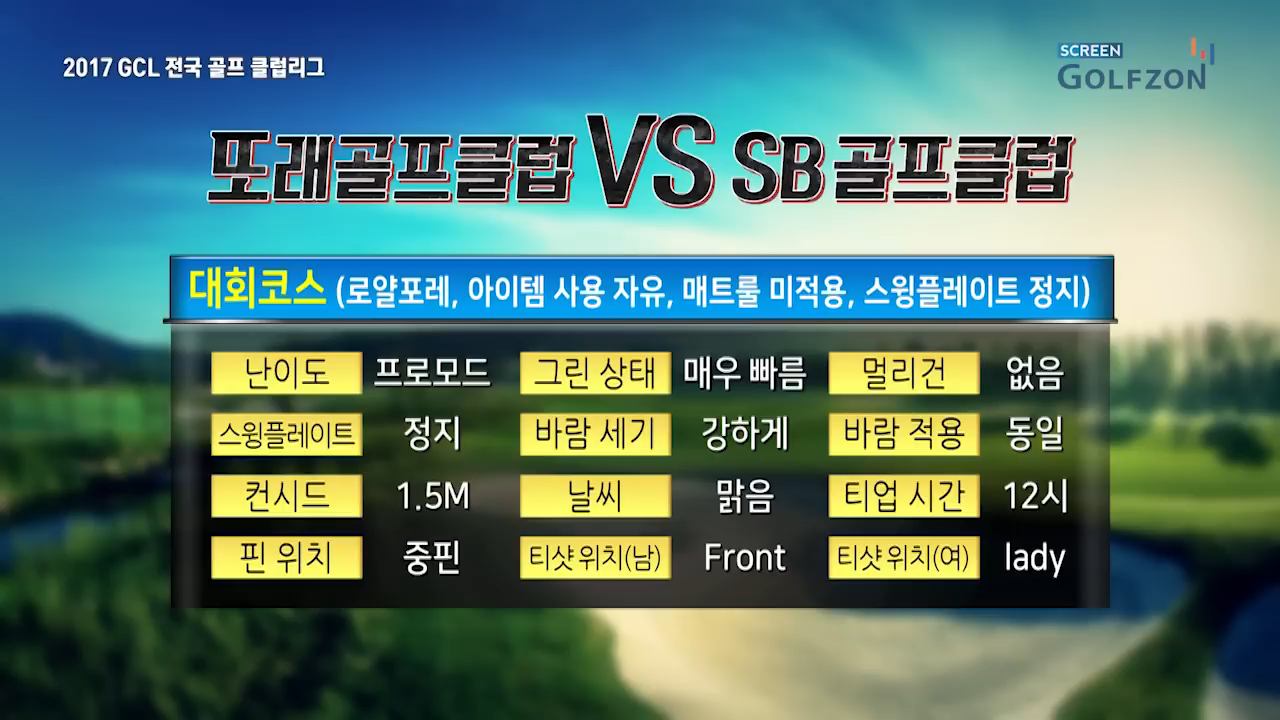 2017 GCL 전국 골프 클럽리그
SCREEN
GOLFZON
또래골프클럽 VS SB골프클럽
대회코스 (로얄포레, 아이템 사용 자유, 매트룰 미적용, 스윙플레이트 정지)
난이도 프로모드 그린 상태 매우 빠름 멀리건 없음
스윙플레이트 정지 바람 세기 강하게 바람 적용 동일
컨시드 1.5M 날씨 맑음 티업 시간 12시
핀 위치 중핀 티샷 위치(남) Front 티샷 위치(여) lady